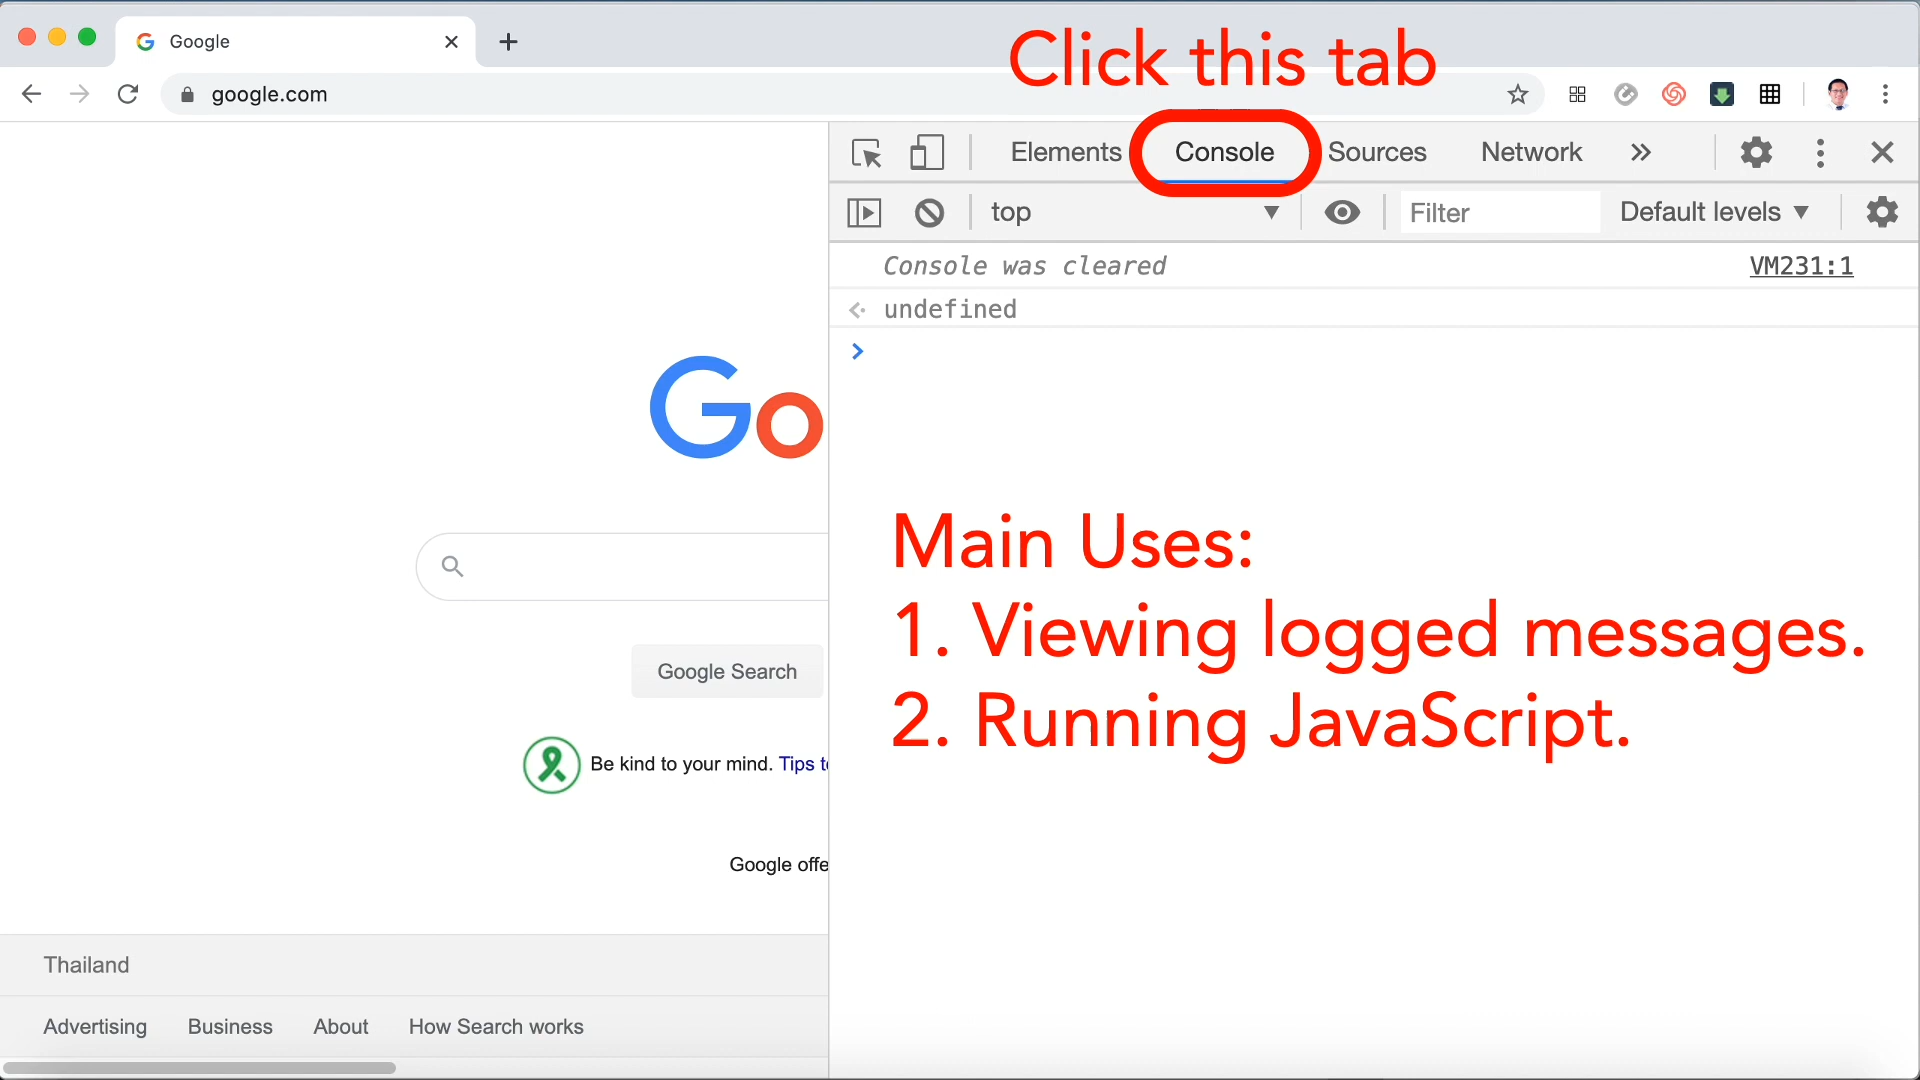 Google
Click this tab
google.com
Elements Console Sources Network
top Filter Default levels
Console was cleared VM231:1
undefined
Go
Main Uses:
1. Viewing logged messages.
2. Running JavaScript.
Google Search
Be kind to your mind. Tips t
Google offe
Thailand
Advertising Business About How Search works